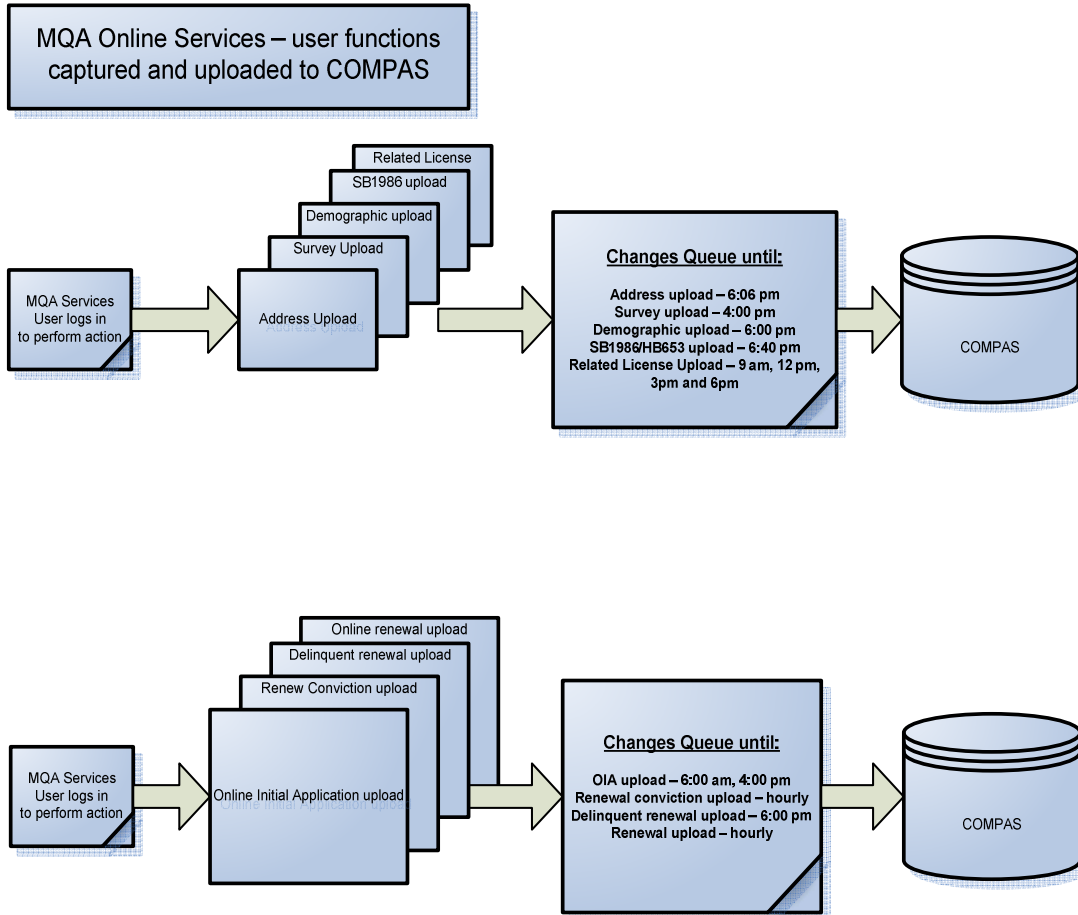 MQA Online Services – user functions
captured and uploaded to COMPAS
Related License
SB1986 upload
Demographic upload
Survey Upload
Address Upload
MQA Services
User logs in
to perform action
Changes Queue until:
Address upload – 6:06 pm
Survey upload – 4:00 pm
Demographic upload – 6:00 pm
SB1986/HB653 upload – 6:40 pm
Related License Upload – 9 am, 12 pm,
3pm and 6pm
COMPAS
Online renewal upload
Delinquent renewal upload
Renew Conviction upload
Online Initial Application upload
MQA Services
User logs in
to perform action
Changes Queue until:
OIA upload – 6:00 am, 4:00 pm
Renewal conviction upload – hourly
Delinquent renewal upload – 6:00 pm
Renewal upload – hourly
COMPAS